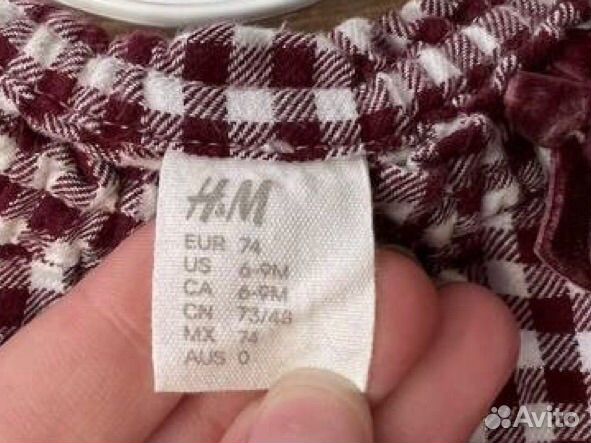 H&M
EUR 74
US 6-9M
CA 6-9M
CN 73/48
MX 74
AUS 0
Avito